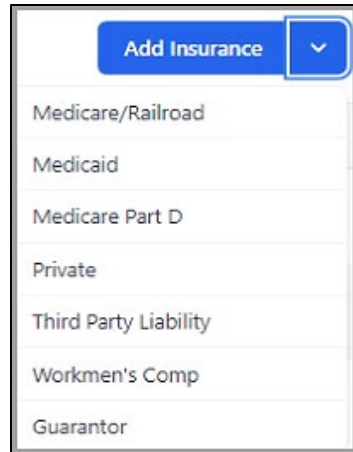 Add Insurance
Medicare/Railroad
Medicaid
Medicare Part D
Private
Third Party Liability
Workmen's Comp
Guarantor